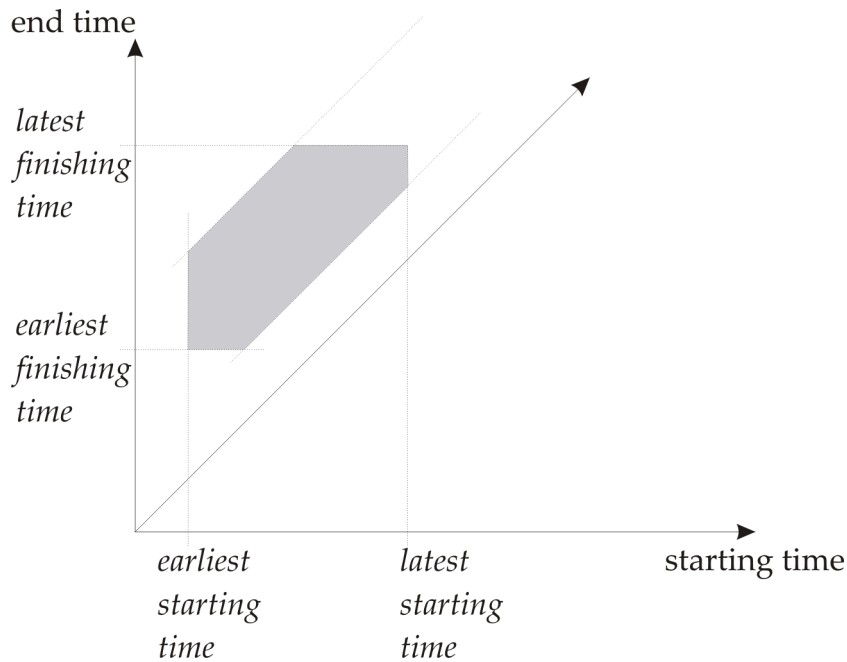 end time
latest
finishing
time
earliest
finishing
time
earliest
starting
time
latest
starting
time
starting time